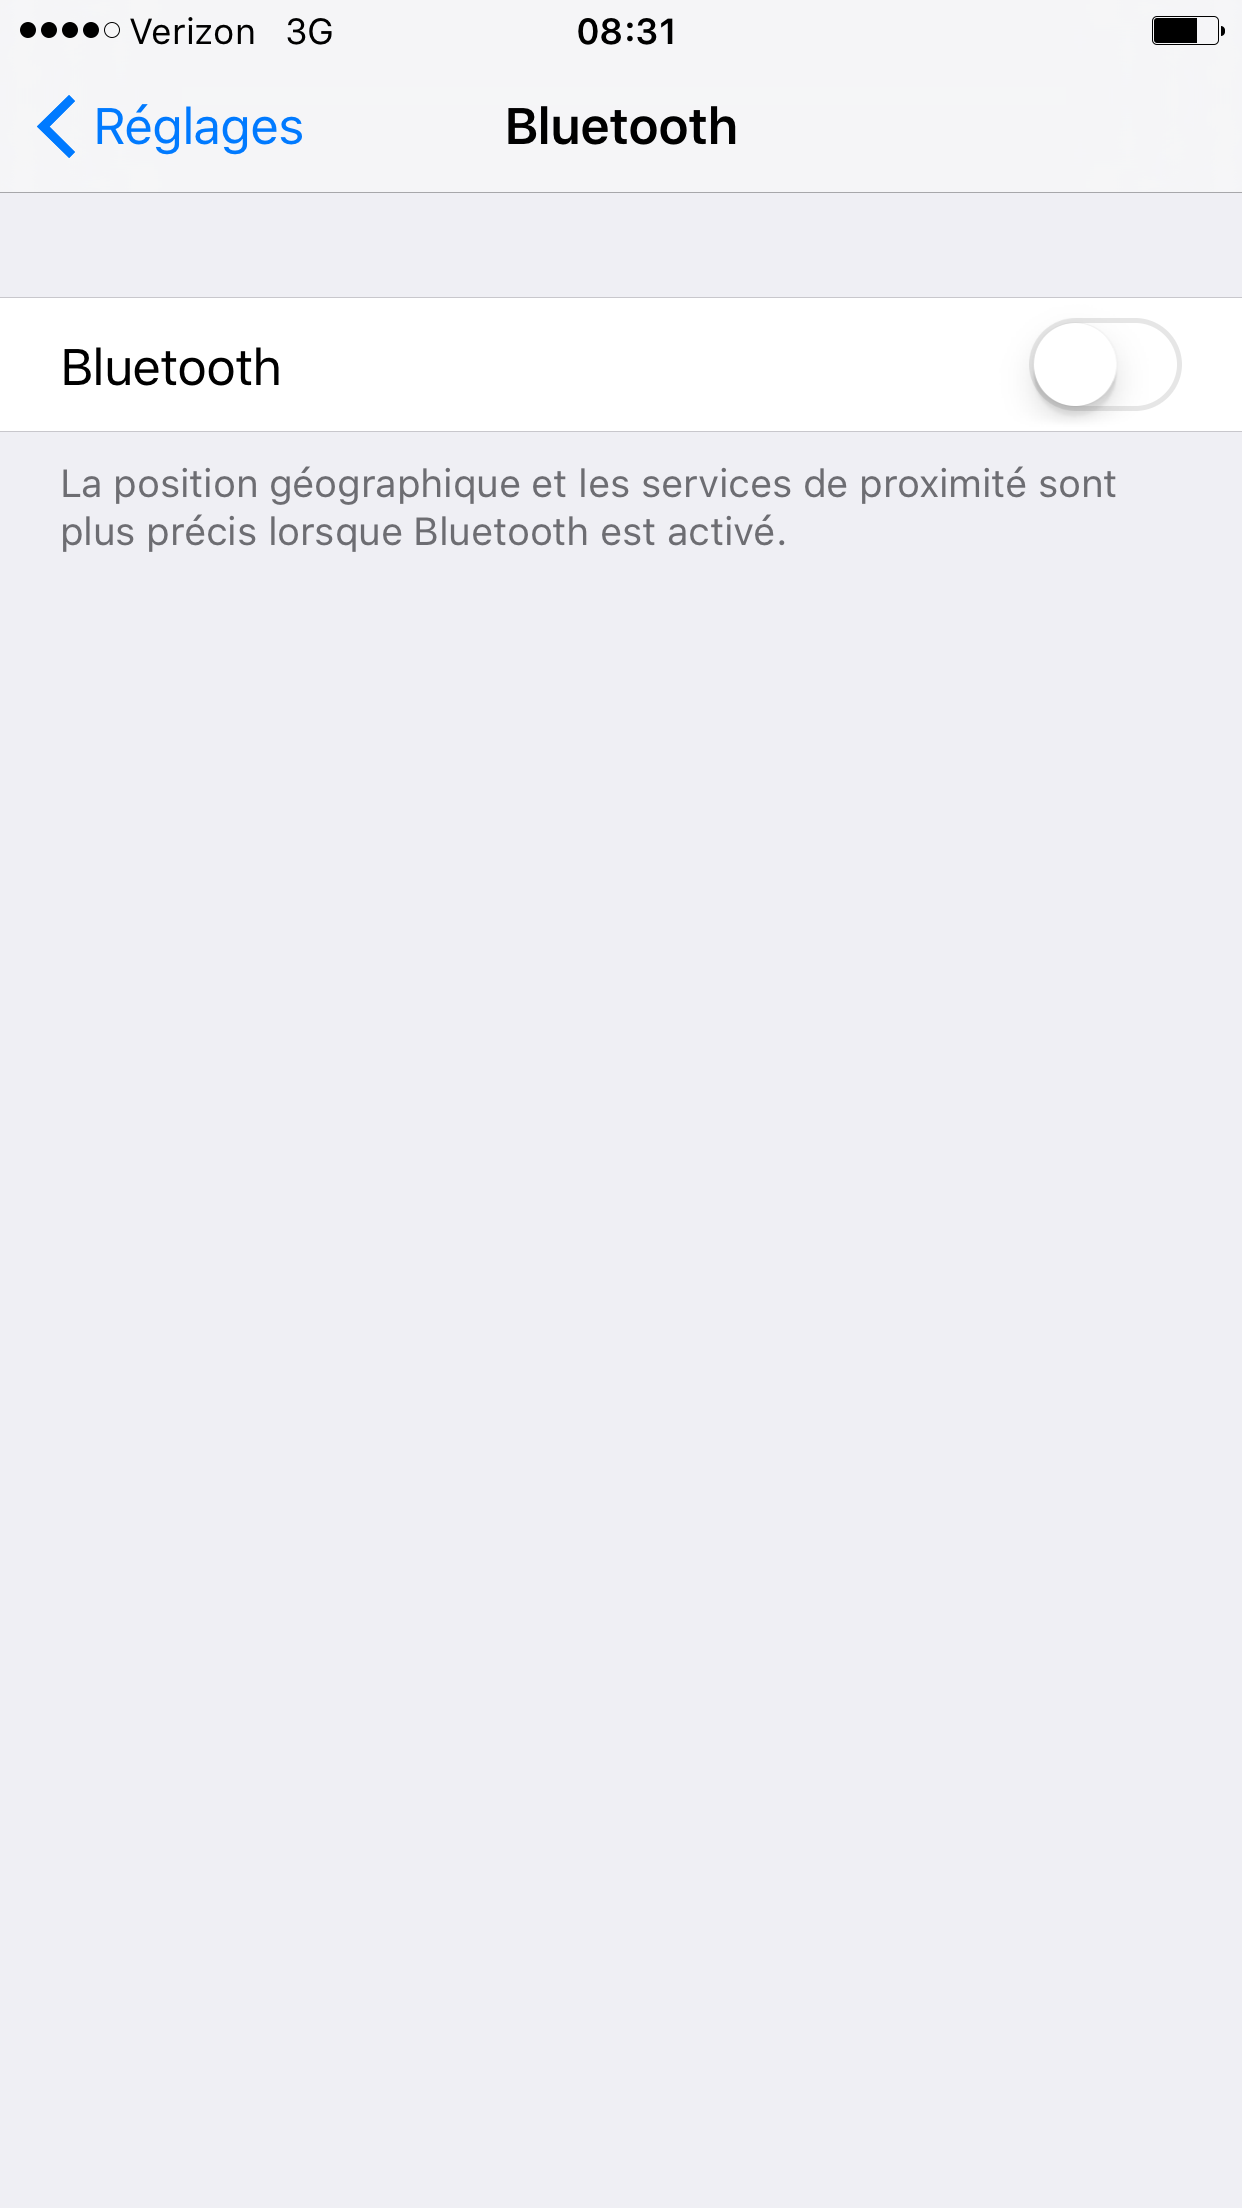 Verizon 3G 08:31
Réglages Bluetooth
Bluetooth
La position géographique et les services de proximité sont
plus précis lorsque Bluetooth est activé.